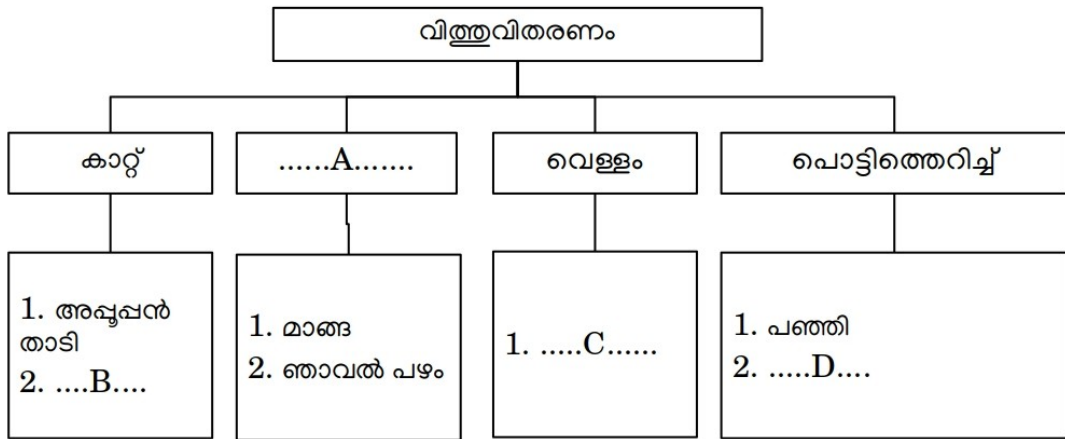 വിത്തുവിതരണം
കാറ്റ്
......A.......
വെള്ളം
പൊട്ടിത്തെറിച്ച്
1. അപ്പൂപ്പൻ
താടി
2. ....B....
1. മാങ്ങ
2. ഞാവൽ പഴം
1. .....C......
1. പഞ്ഞി
2. .....D....